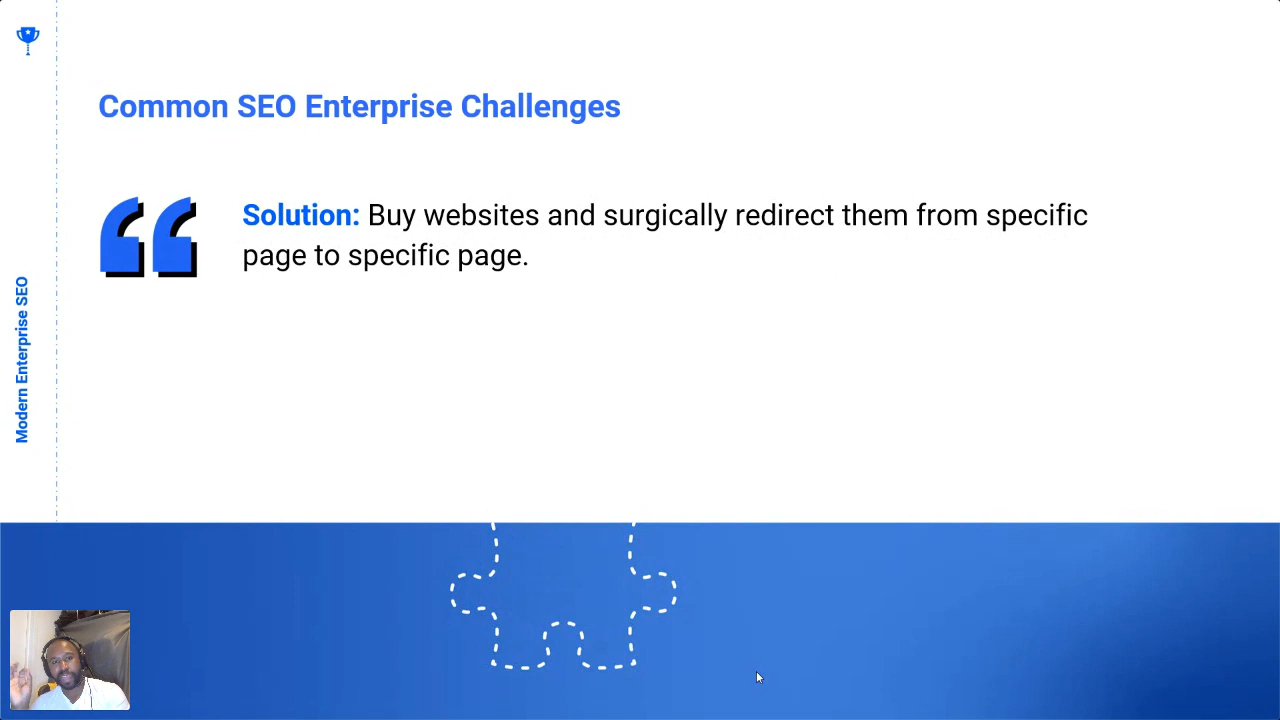 Common SEO Enterprise Challenges
Solution: Buy websites and surgically redirect them from specific
page to specific page.
Modern Enterprise SEO